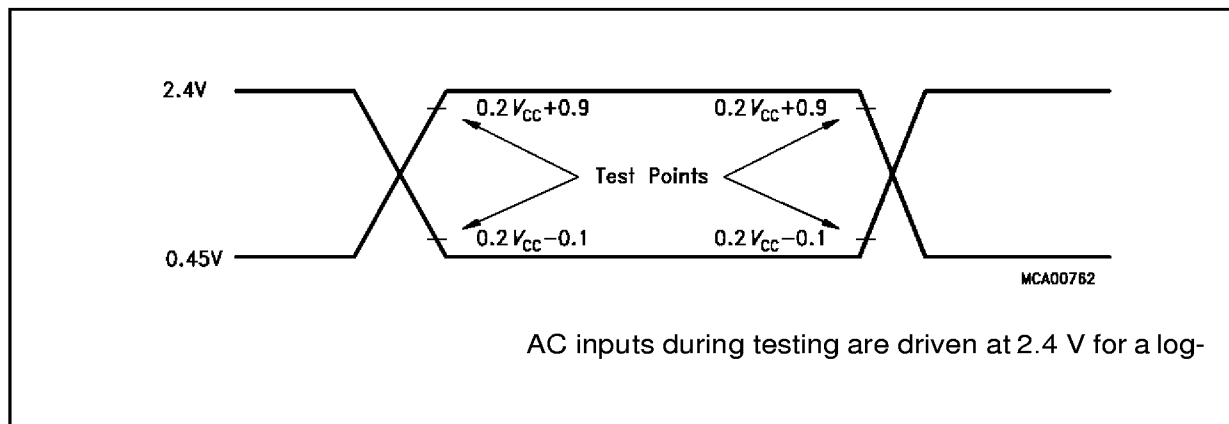 2.4V
0.2 VCC+0.9
0.2 VCC+0.9
Test Points
0.2 VCC−0.1
0.2 VCC−0.1
0.45V
MCA00762
AC inputs during testing are driven at 2.4 V for a log-